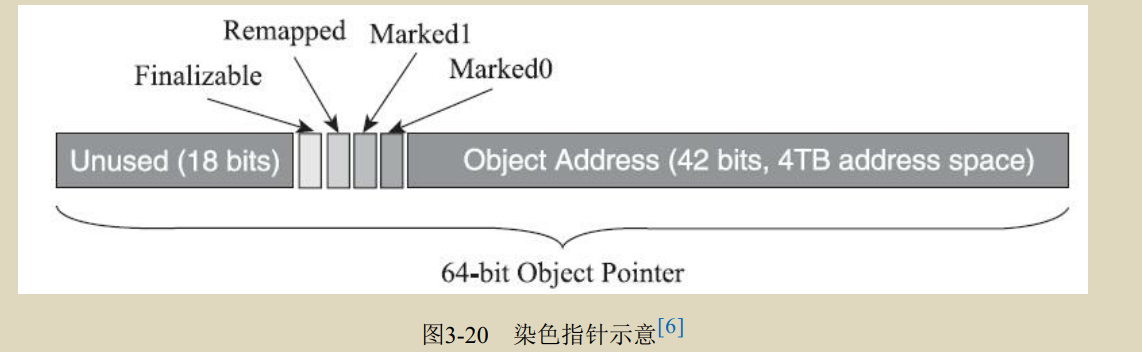 Remapped Marked1
Finalizable
Marked0
Unused (18 bits) Object Address (42 bits, 4TB address space)
64-bit Object Pointer
图3-20 染色指针示意[6]